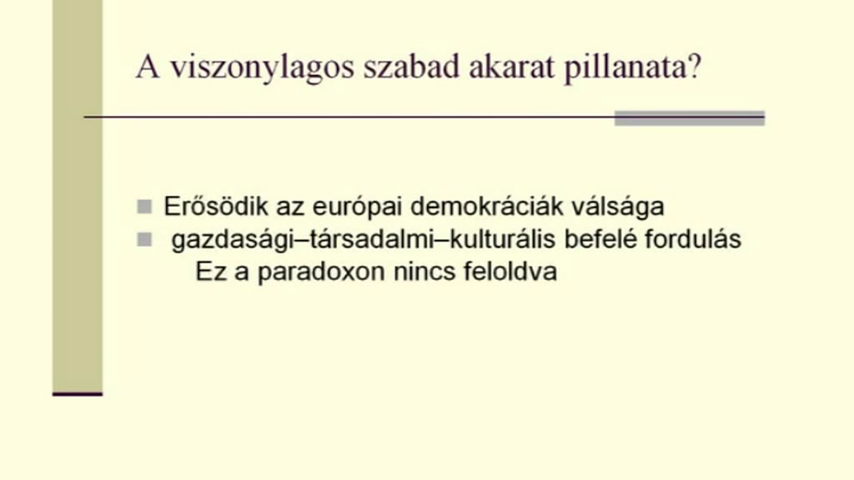 A viszonylagos szabad akarat pillanata?
Erősödik az európai demokráciák válsága
gazdasági–társadalmi–kulturális befelé fordulás
Ez a paradoxon nincs feloldva